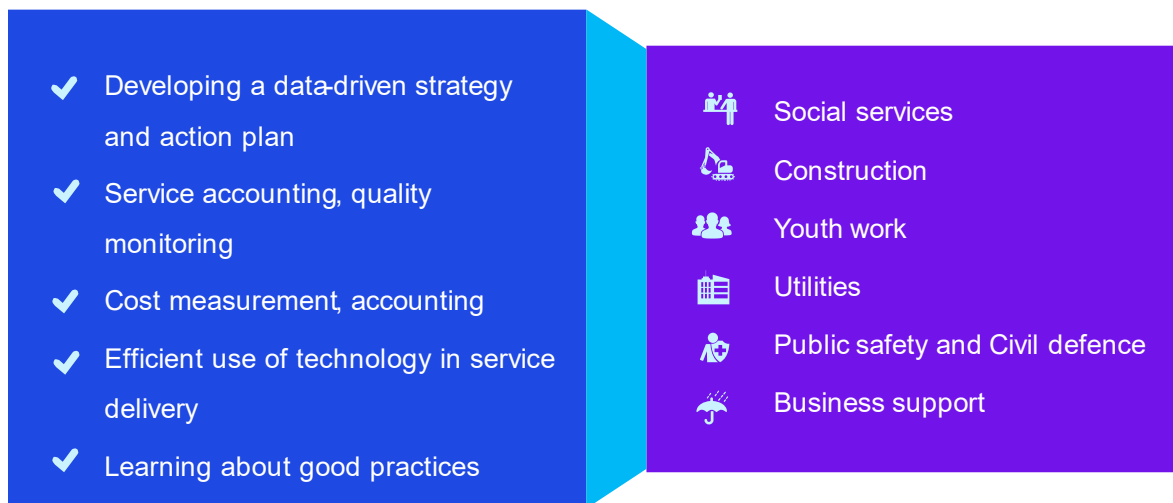 Developing a data-driven strategy
and action plan
Service accounting, quality
monitoring
Cost measurement, accounting
Efficient use of technology in service
delivery
Learning about good practices
Social services
Construction
Youth work
Utilities
Public safety and Civil defence
Business support